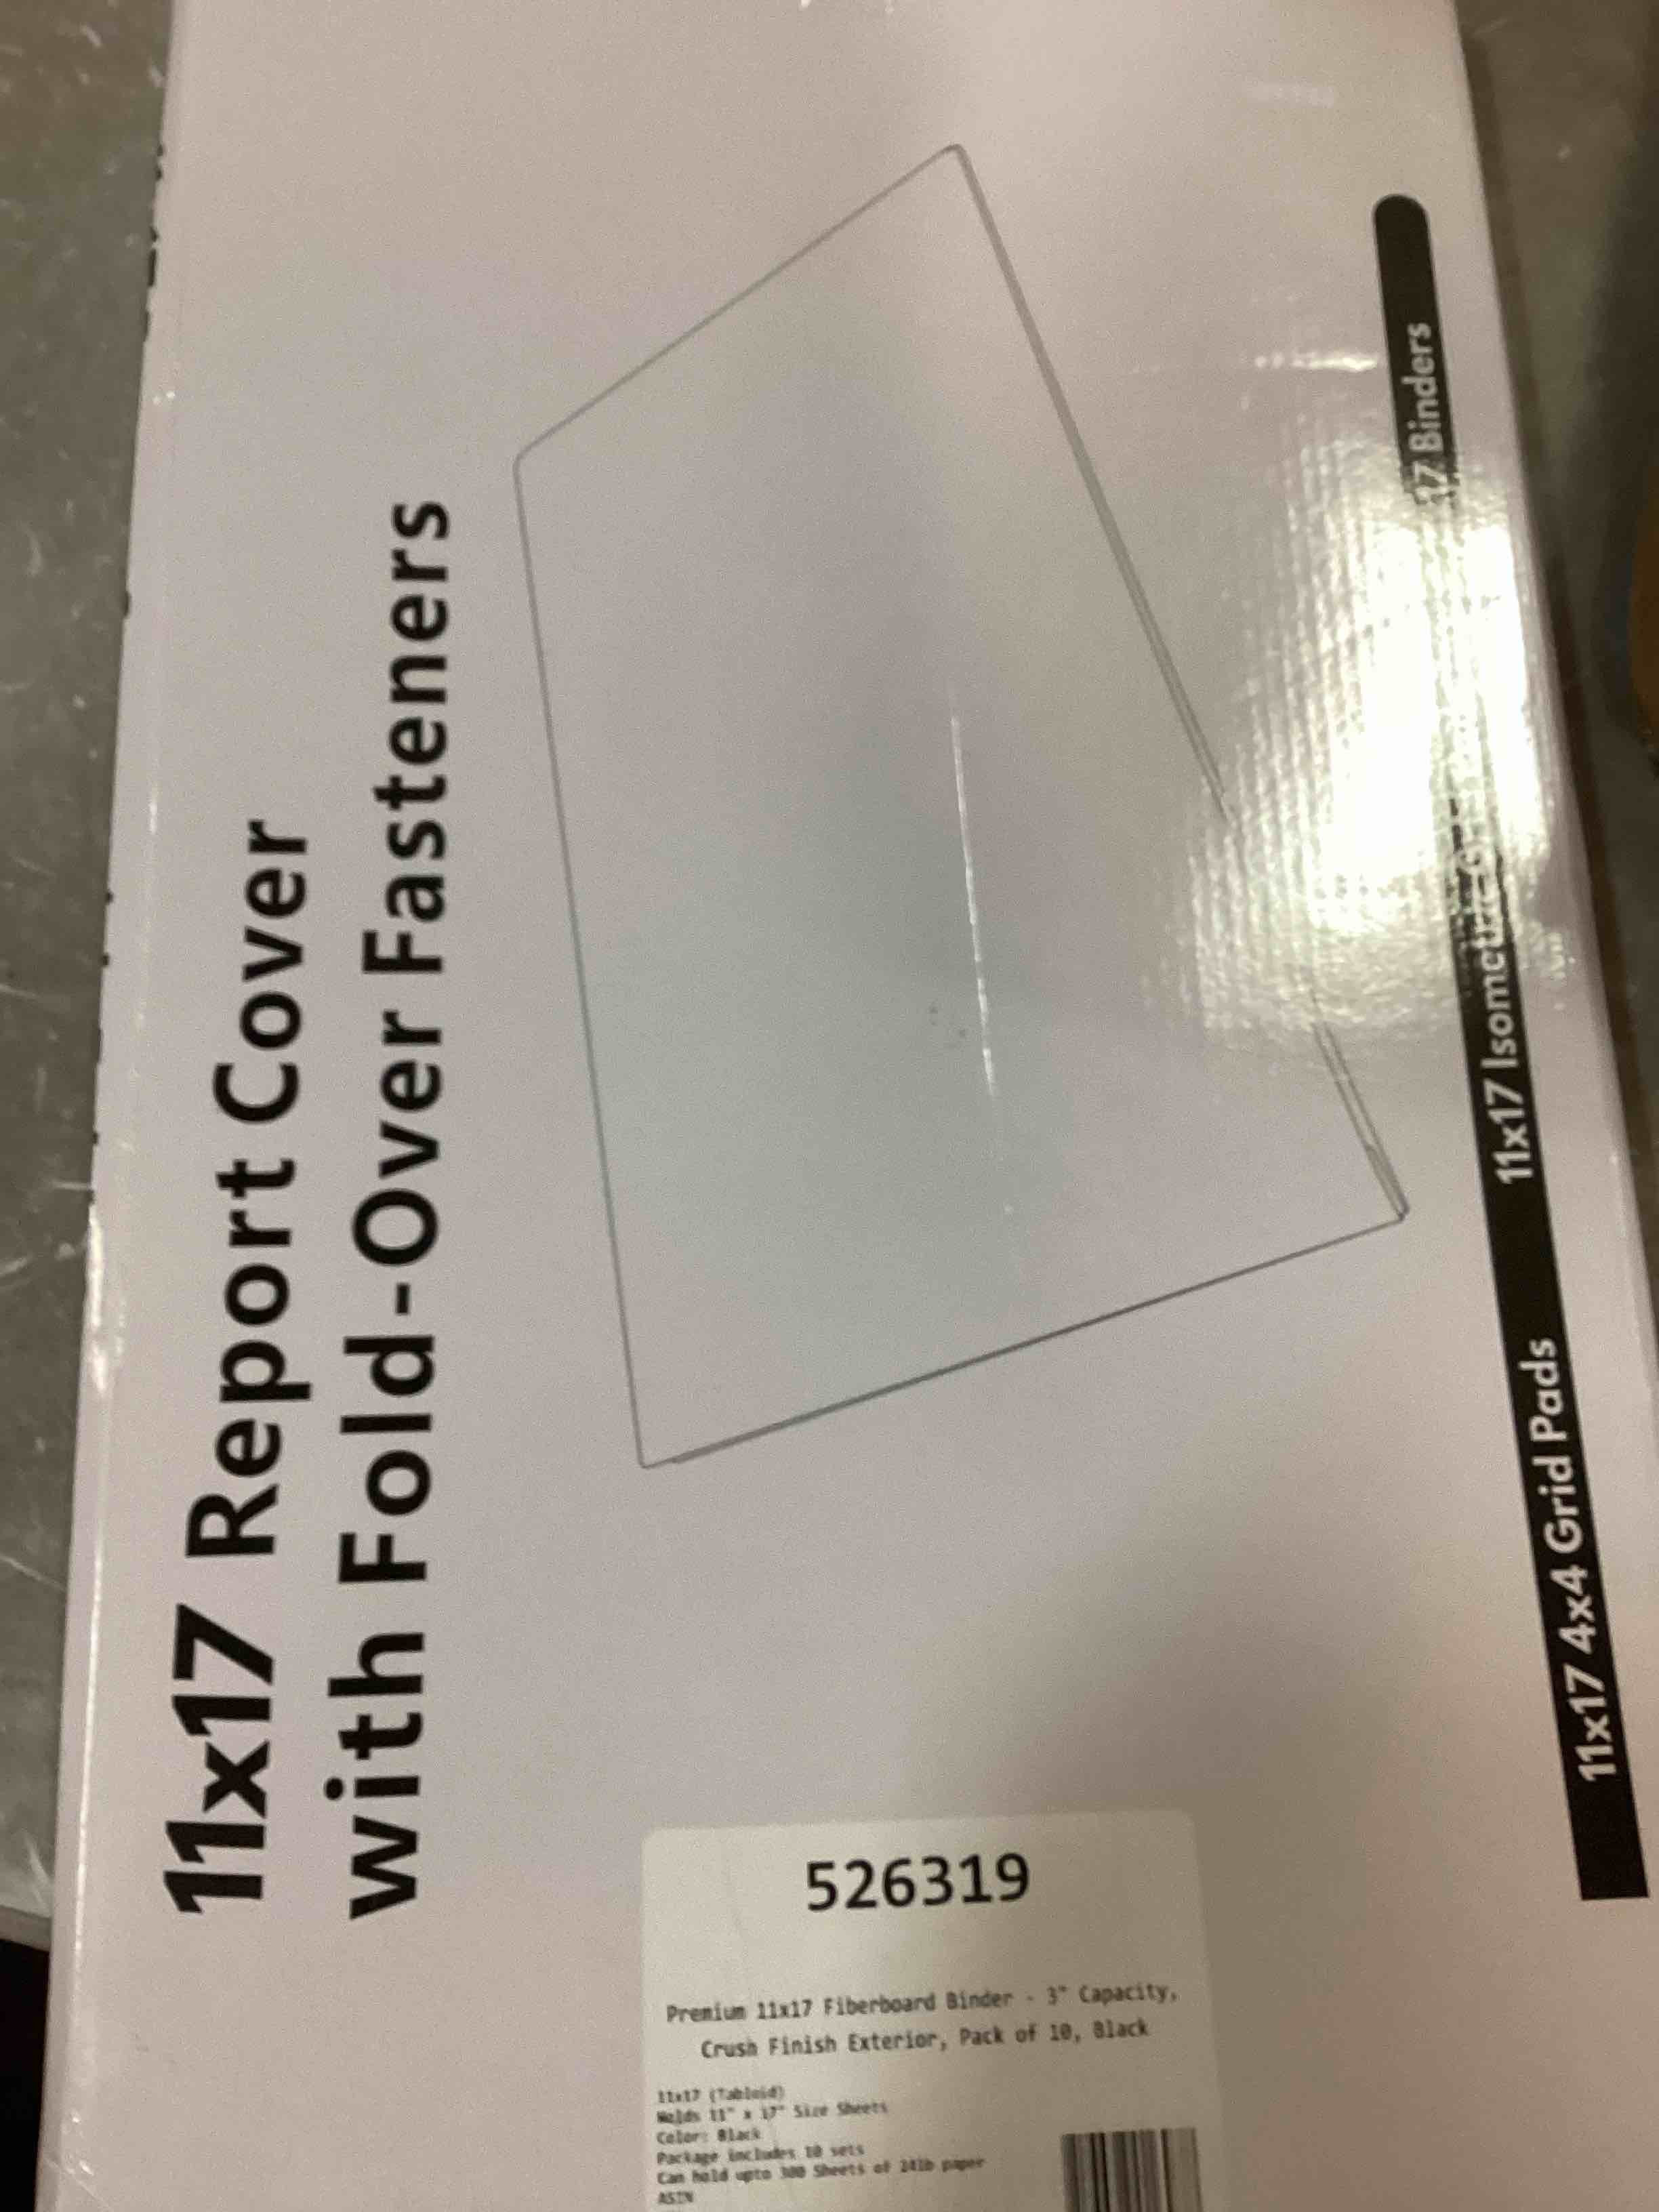 11x17 Report Cover
with Fold-Over Fasteners
11x17 4x4 Grid Pads
11x17 Isometric
17 Binders
526319
Premium 11x17 Fiberboard Binder - 3" Capacity,
Crush Finish Exterior, Pack of 10, Black
11x17 (Tabloid)
Holds 11" x 17" Size Sheets
Color: Black
Package includes 10 sets
Can hold upto 300 Sheets of 24lb paper
ASIN